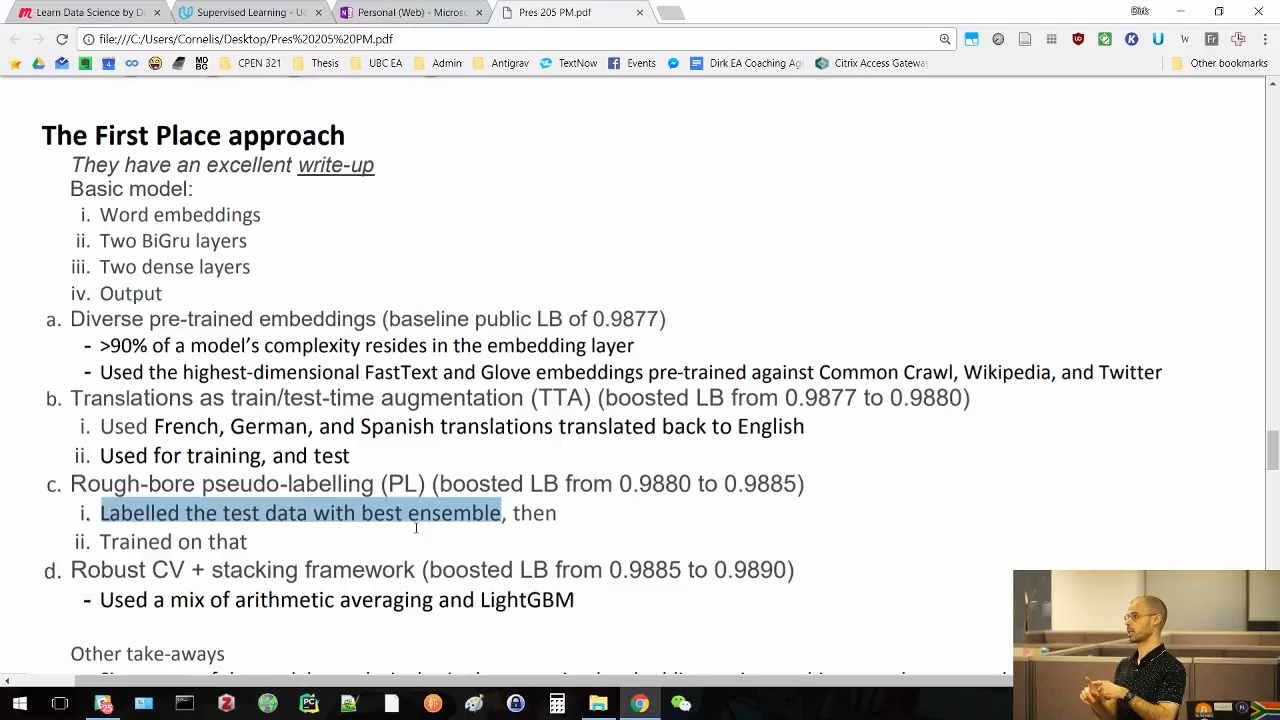 Learn Data Science by D
Supervised Learning - Ud
Personal (Web) - Micros
Pres 205 PM.pdf
file:///C:/Users/Cornelis/Desktop/Pres%20205%20PM.pdf
CPEN 321
Thesis
UBC EA
Admin
Antigrav
TextNow
Events
Dirk EA Coaching Ag
Citrix Access Gateway
Other bookmarks
The First Place approach
They have an excellent write-up
Basic model:
i. Word embeddings
ii. Two BiGru layers
iii. Two dense layers
iv. Output
a. Diverse pre-trained embeddings (baseline public LB of 0.9877)
- >90% of a model's complexity resides in the embedding layer
- Used the highest-dimensional FastText and Glove embeddings pre-trained against Common Crawl, Wikipedia, and Twitter
b. Translations as train/test-time augmentation (TTA) (boosted LB from 0.9877 to 0.9880)
i. Used French, German, and Spanish translations translated back to English
ii. Used for training, and test
c. Rough-bore pseudo-labelling (PL) (boosted LB from 0.9880 to 0.9885)
i. Labelled the test data with best ensemble, then
ii. Trained on that
d. Robust CV + stacking framework (boosted LB from 0.9885 to 0.9890)
- Used a mix of arithmetic averaging and LightGBM
Other take-aways